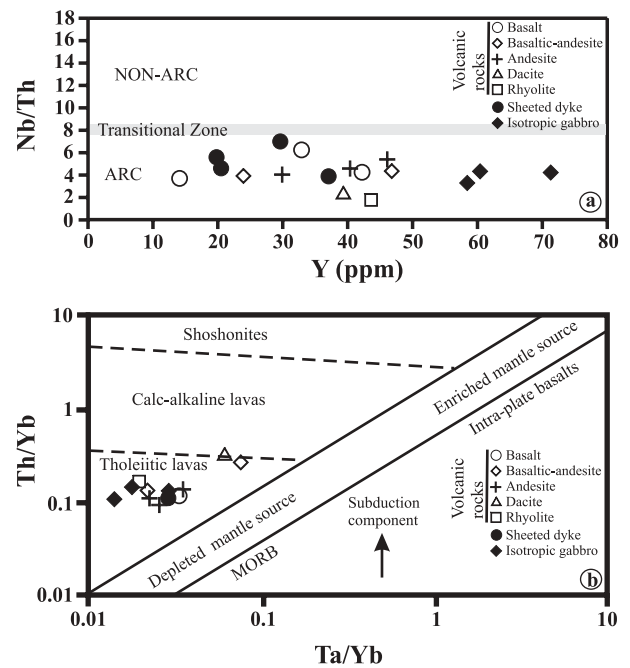 18
16
14
12
10
8
6
4
2
0
Nb/Th
NON-ARC
Transitional Zone
ARC
Volcanic
rocks
Basalt
Basaltic-andesite
Andesite
Dacite
Rhyolite
Sheeted dyke
Isotropic gabbro
a
0 10 20 30 40 50 60 70 80
Y (ppm)
10
1
0.1
0.01
Th/Yb
Shoshonites
Calc-alkaline lavas
Tholeiitic lavas
Enriched mantle source
Intra-plate basalts
Depleted mantle source
MORB
Subduction
component
Volcanic
rocks
Basalt
Basaltic-andesite
Andesite
Dacite
Rhyolite
Sheeted dyke
Isotropic gabbro
b
0.01 0.1 1 10
Ta/Yb